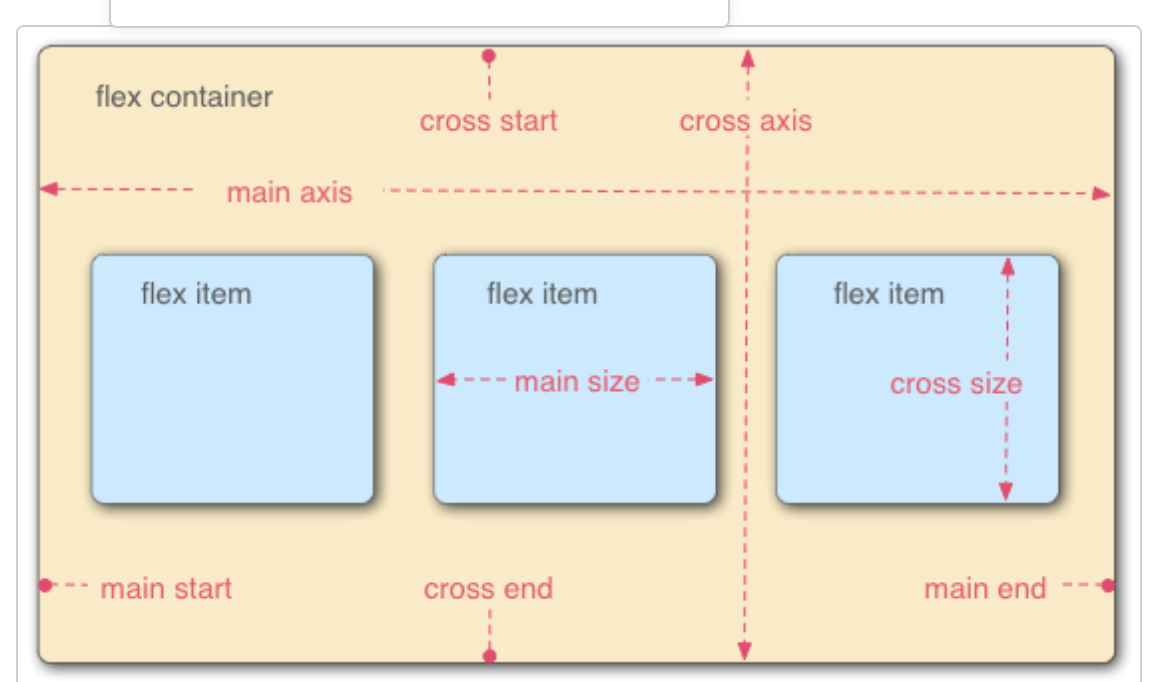 flex container
cross start
cross axis
main axis
flex item
flex item
flex item
main size
cross size
main start
cross end
main end